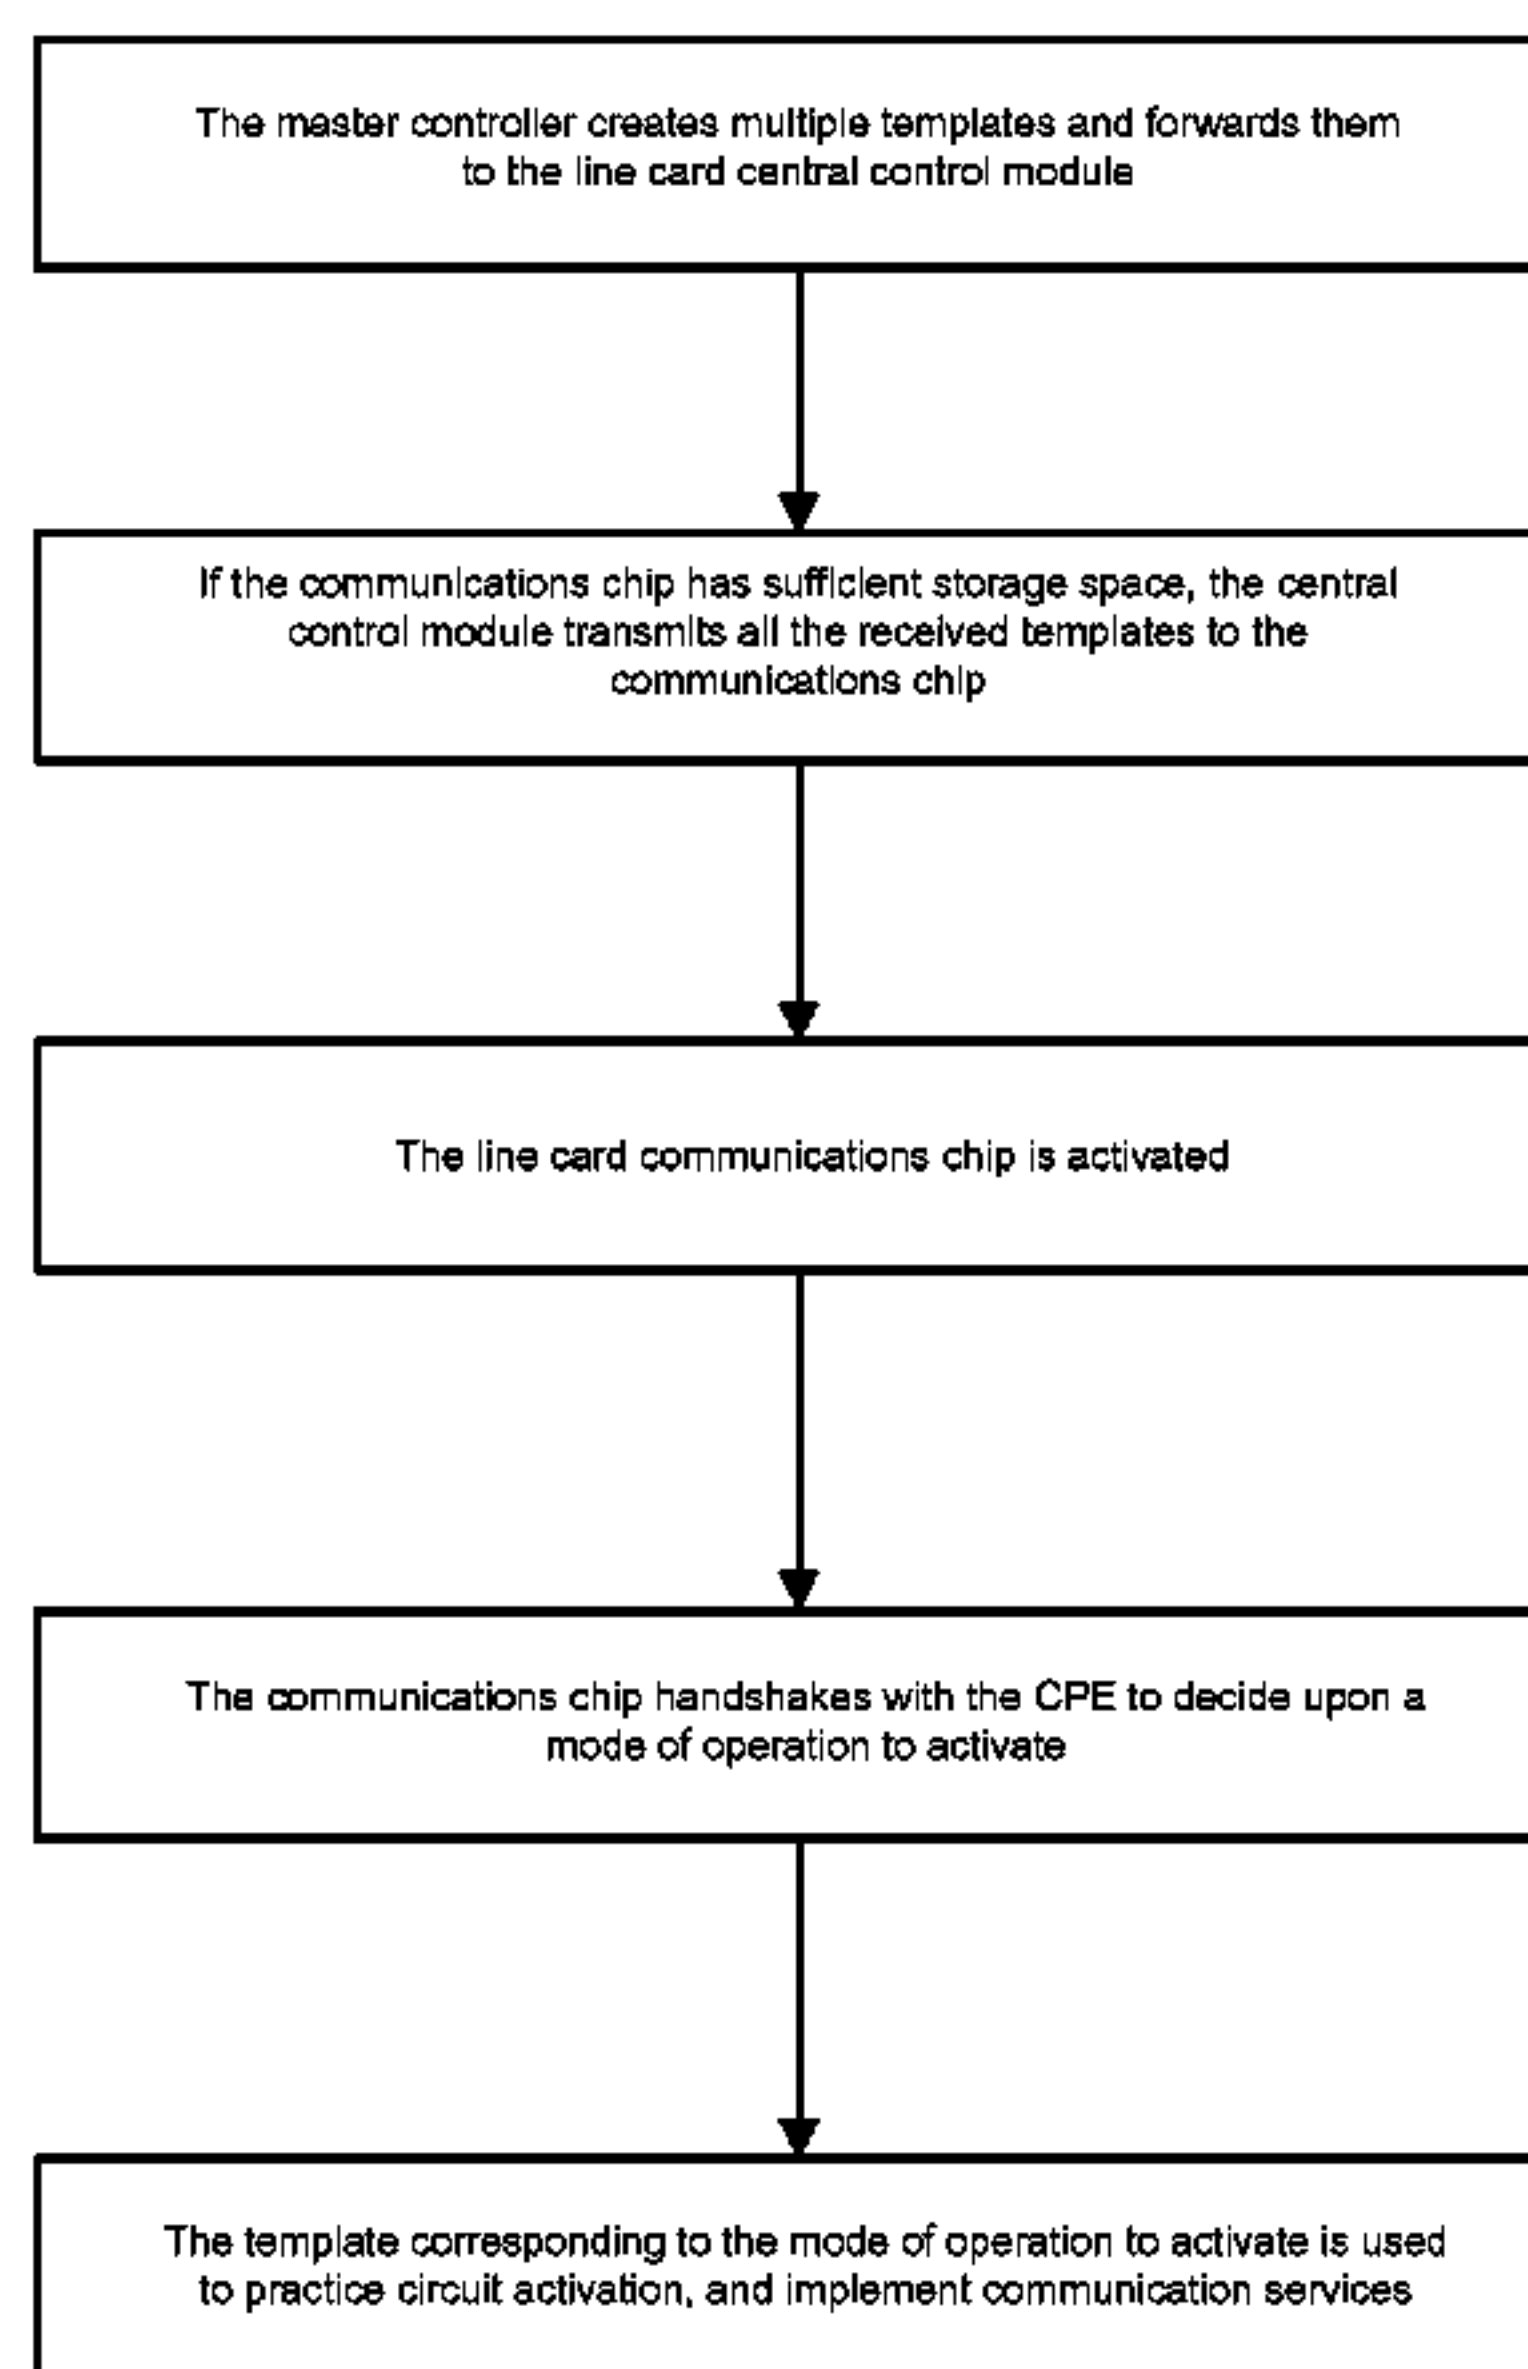 The master controller creates multiple templates and forwards them
to the line card central control module
If the communications chip has sufficient storage space, the central
control module transmits all the received templates to the
communications chip
The line card communications chip is activated
The communications chip handshakes with the CPE to decide upon a
mode of operation to activate
The template corresponding to the mode of operation to activate is used
to practice circuit activation, and implement communication services